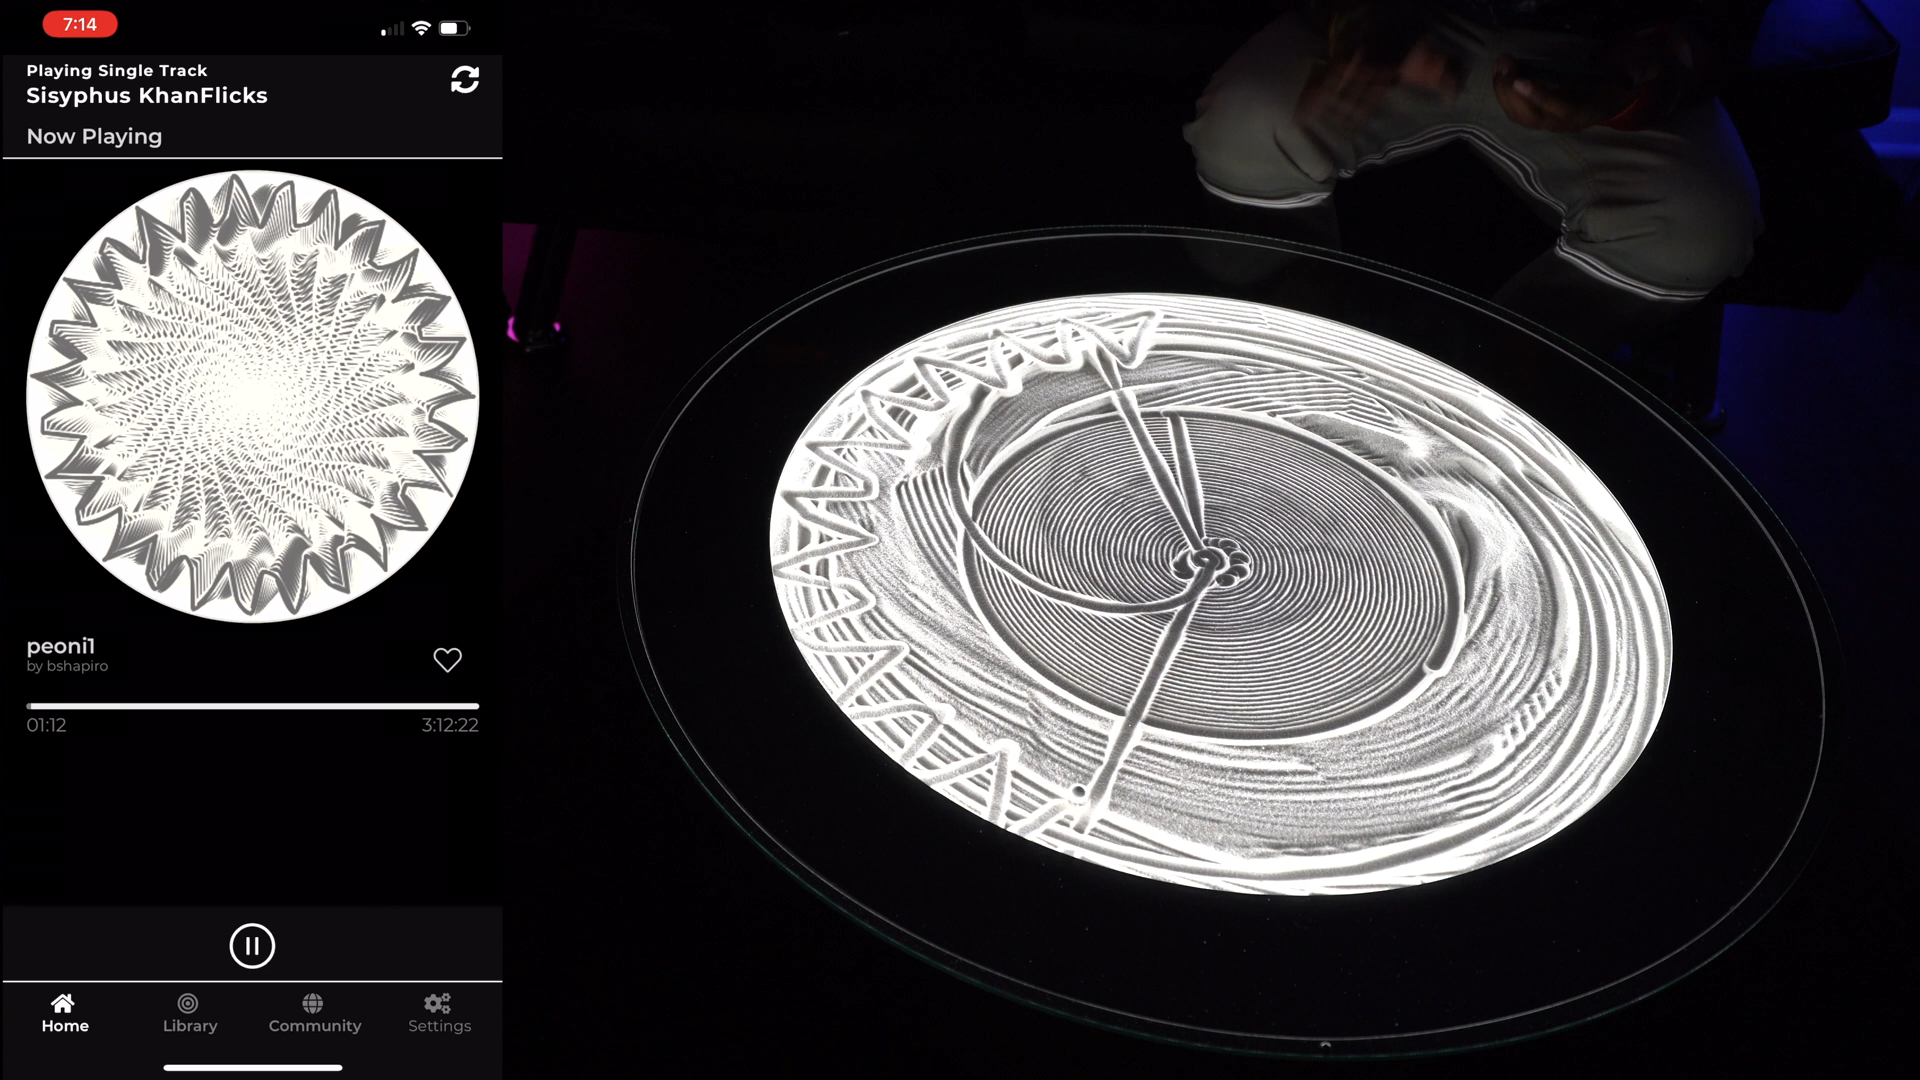 7:14
Playing Single Track
Sisyphus KhanFlicks
Now Playing
peoni1
by bshapiro
01:12
3:12:22
Home
Library
Community
Settings